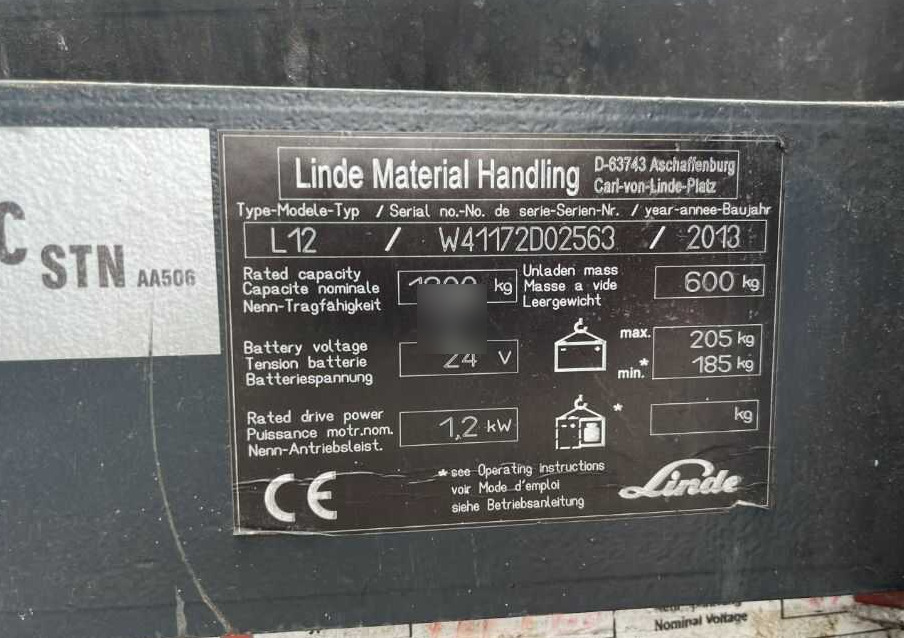 C STN AA506
Linde Material Handling
D-63743 Aschaffenburg
Carl-von-Linde-Platz
Type-Modele-Typ / Serial no.-No. de serie-Serien-Nr. / year-annee-Baujahr
L12 / W41172D02563 / 2013
Rated capacity
Capacite nominale
Nenn-Tragfähigkeit
kg
Unladen mass
Masse a vide
Leergewicht
600 kg
Battery voltage
Tension batterie
Batteriespannung
24 V
max. 205 kg
min.* 185 kg
Rated drive power
Puissance motr.nom.
Nenn-Antriebsleist.
1,2 kW
* kg
CE
* see Operating instructions
voir Mode d'emploi
siehe Betriebsanleitung
Linde
Nominal Voltage